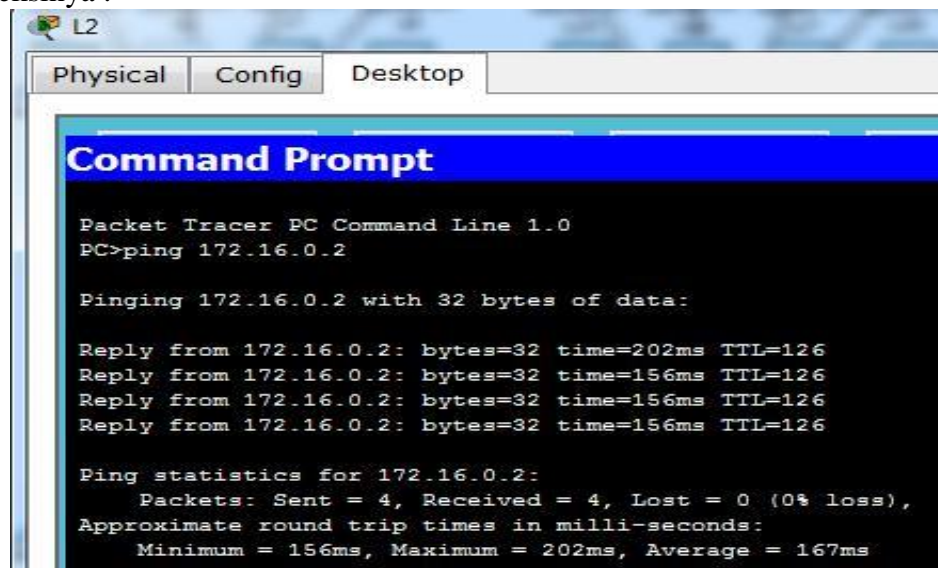 L2
Physical Config Desktop
Command Prompt
Packet Tracer PC Command Line 1.0
PC>ping 172.16.0.2
Pinging 172.16.0.2 with 32 bytes of data:
Reply from 172.16.0.2: bytes=32 time=202ms TTL=126
Reply from 172.16.0.2: bytes=32 time=156ms TTL=126
Reply from 172.16.0.2: bytes=32 time=156ms TTL=126
Reply from 172.16.0.2: bytes=32 time=156ms TTL=126
Ping statistics for 172.16.0.2:
Packets: Sent = 4, Received = 4, Lost = 0 (0% loss),
Approximate round trip times in milli-seconds:
Minimum = 156ms, Maximum = 202ms, Average = 167ms